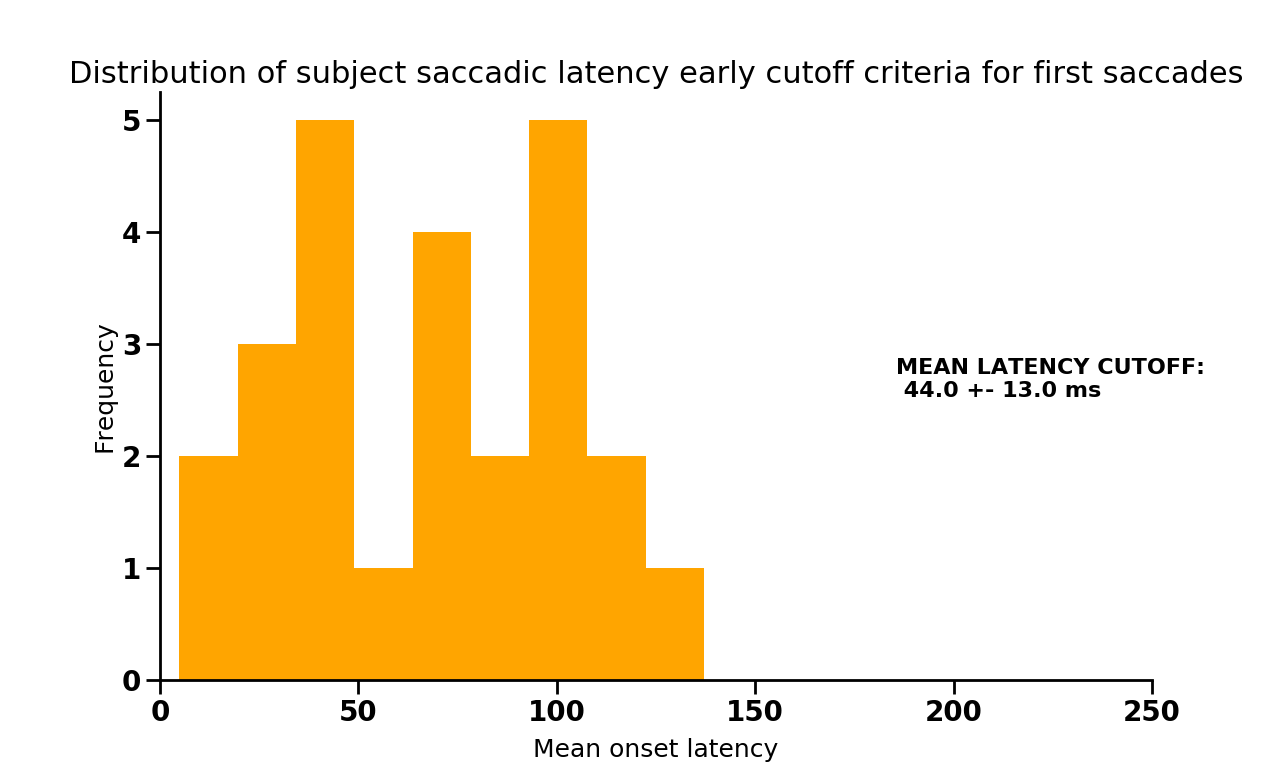 Distribution of subject saccadic latency early cutoff criteria for first saccades
5
4
3
2
1
0
Frequency
MEAN LATENCY CUTOFF:
44.0 +- 13.0 ms
0 50 100 150 200 250
Mean onset latency